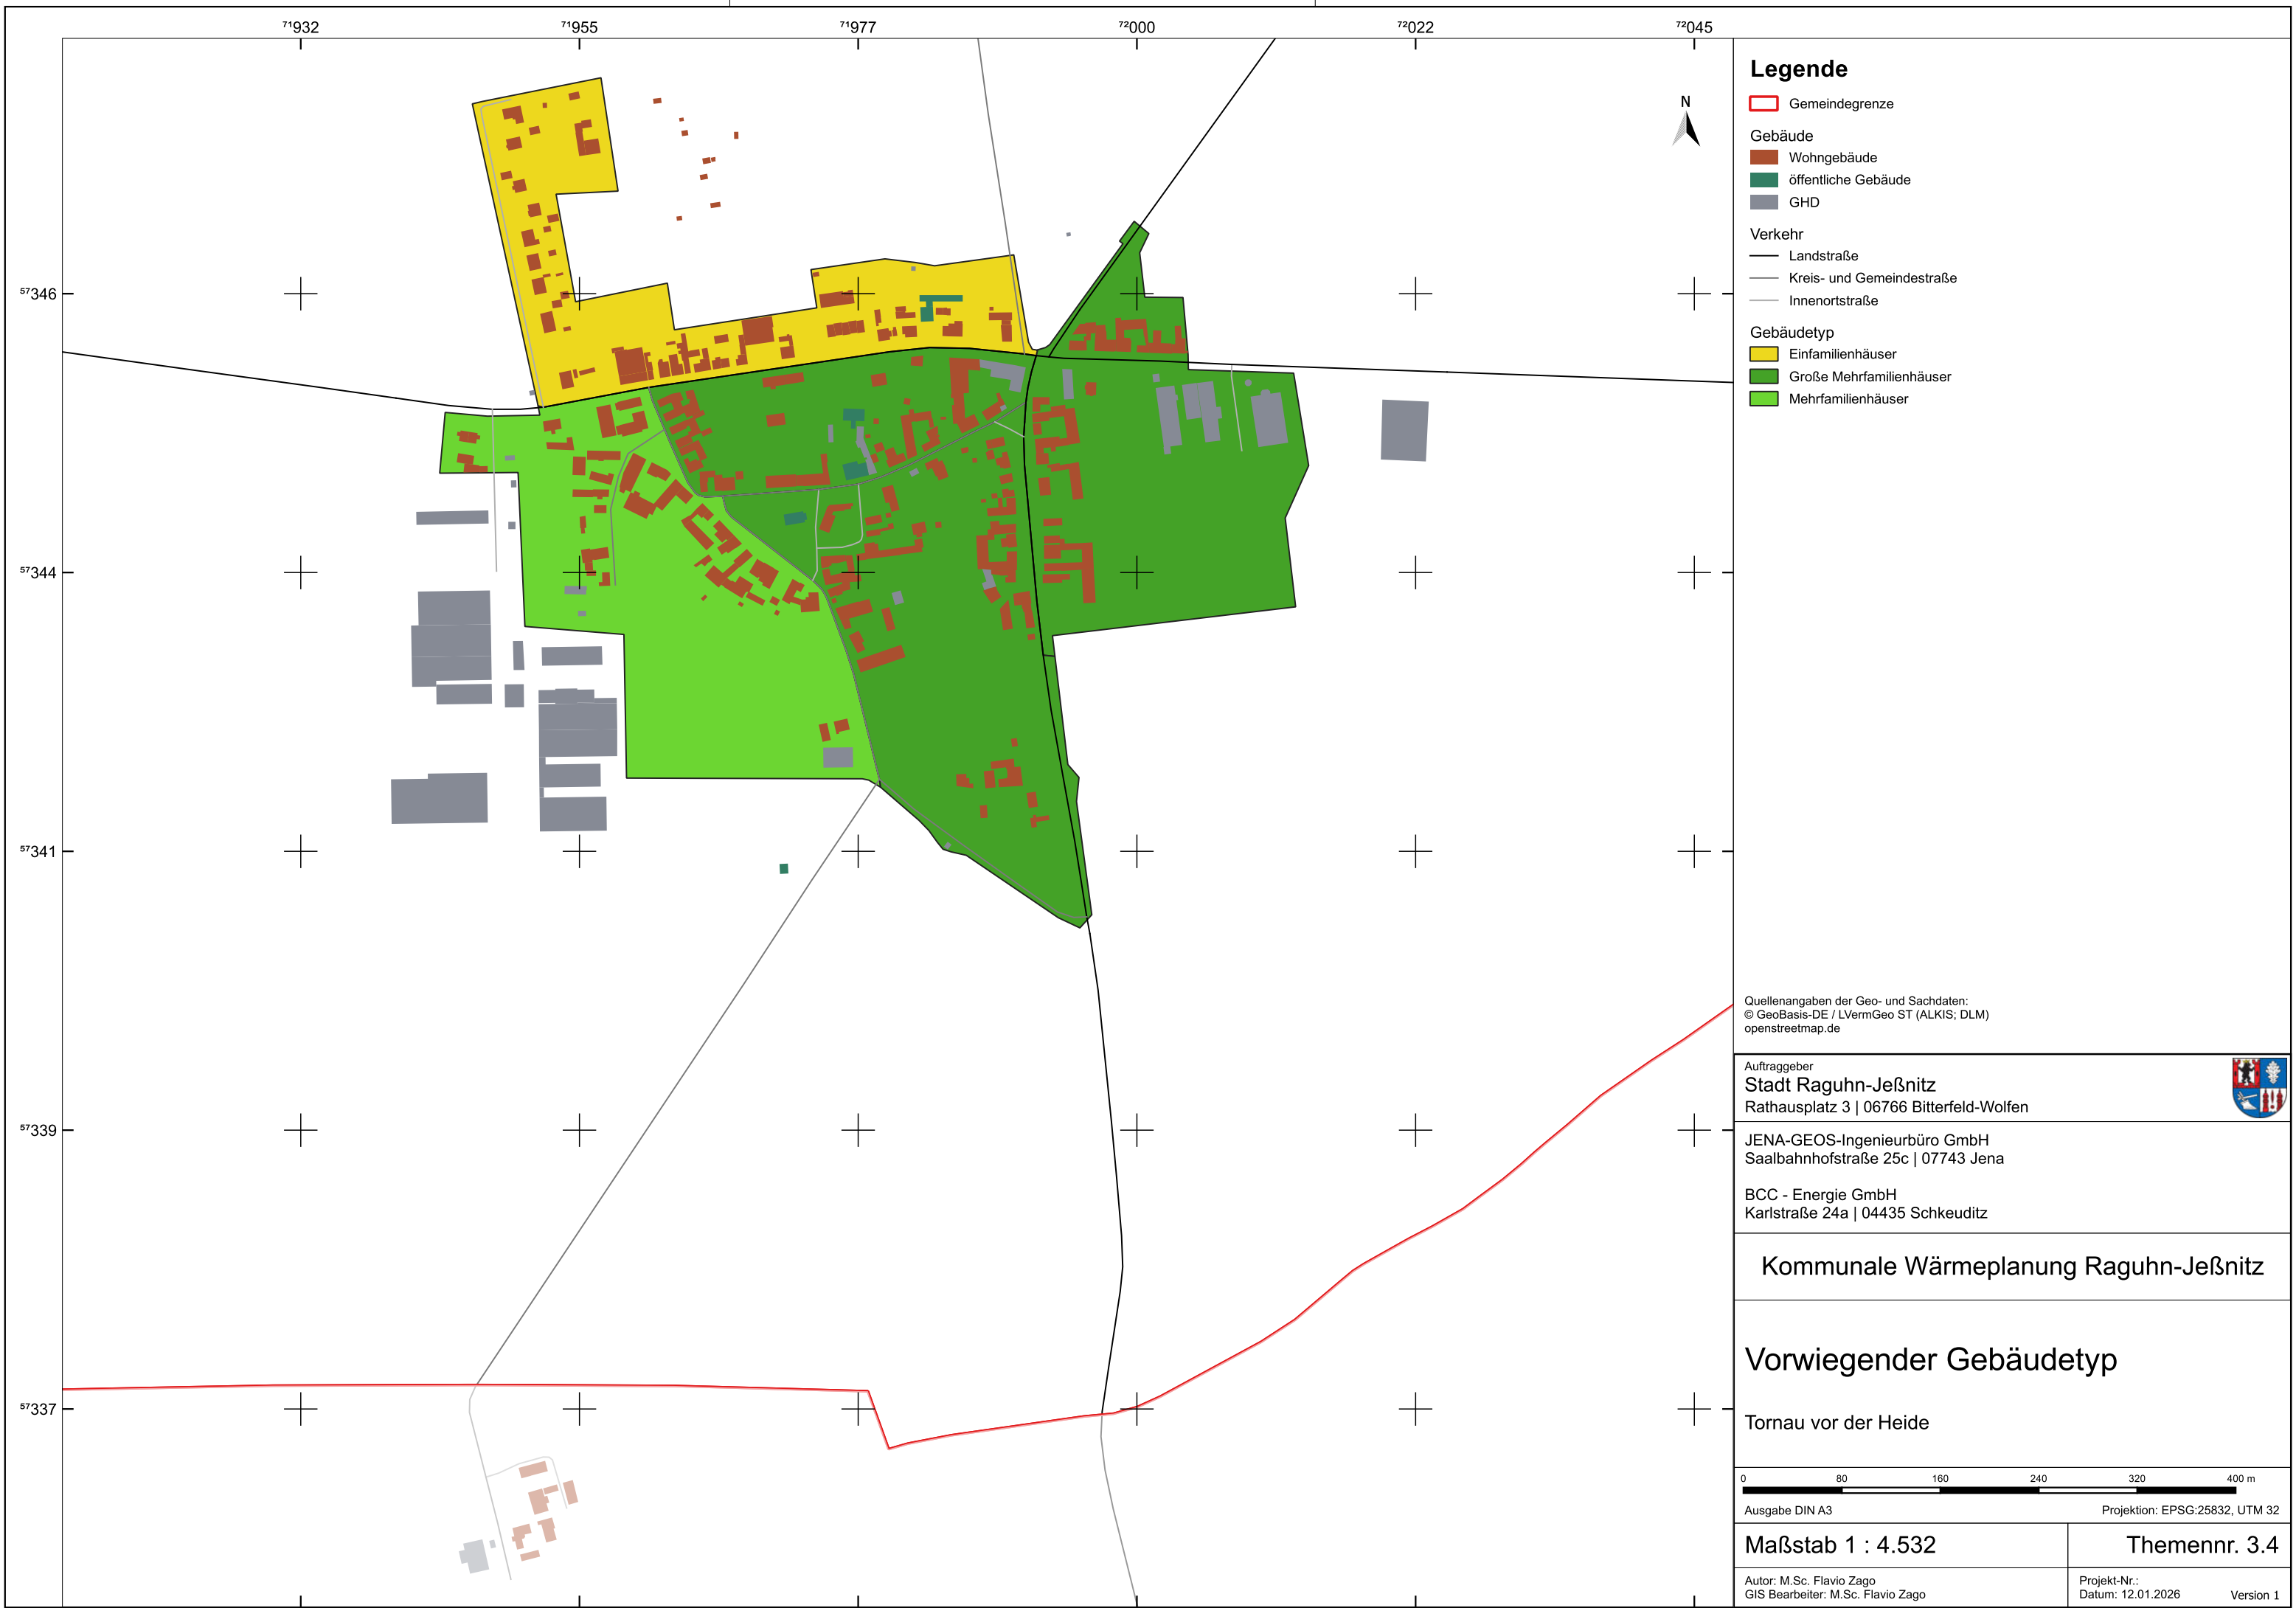 ⁷¹932 ⁷¹955 ⁷¹977 ⁷²000 ⁷²022 ⁷²045
⁵⁷346
⁵⁷344
⁵⁷341
⁵⁷339
⁵⁷337
N
Legende
Gemeindegrenze
Gebäude
Wohngebäude
öffentliche Gebäude
GHD
Verkehr
Landstraße
Kreis- und Gemeindestraße
Innenortstraße
Gebäudetyp
Einfamilienhäuser
Große Mehrfamilienhäuser
Mehrfamilienhäuser
Quellenangaben der Geo- und Sachdaten:
© GeoBasis-DE / LVermGeo ST (ALKIS; DLM)
openstreetmap.de
Auftraggeber
Stadt Raguhn-Jeßnitz
Rathausplatz 3 | 06766 Bitterfeld-Wolfen
JENA-GEOS-Ingenieurbüro GmbH
Saalbahnhofstraße 25c | 07743 Jena
BCC - Energie GmbH
Karlstraße 24a | 04435 Schkeuditz
Kommunale Wärmeplanung Raguhn-Jeßnitz
Vorwiegender Gebäudetyp
Tornau vor der Heide
0 80 160 240 320 400 m
Ausgabe DIN A3 Projektion: EPSG:25832, UTM 32
Maßstab 1 : 4.532 Themennr. 3.4
Autor: M.Sc. Flavio Zago Projekt-Nr.:
GIS Bearbeiter: M.Sc. Flavio Zago Datum: 12.01.2026 Version 1